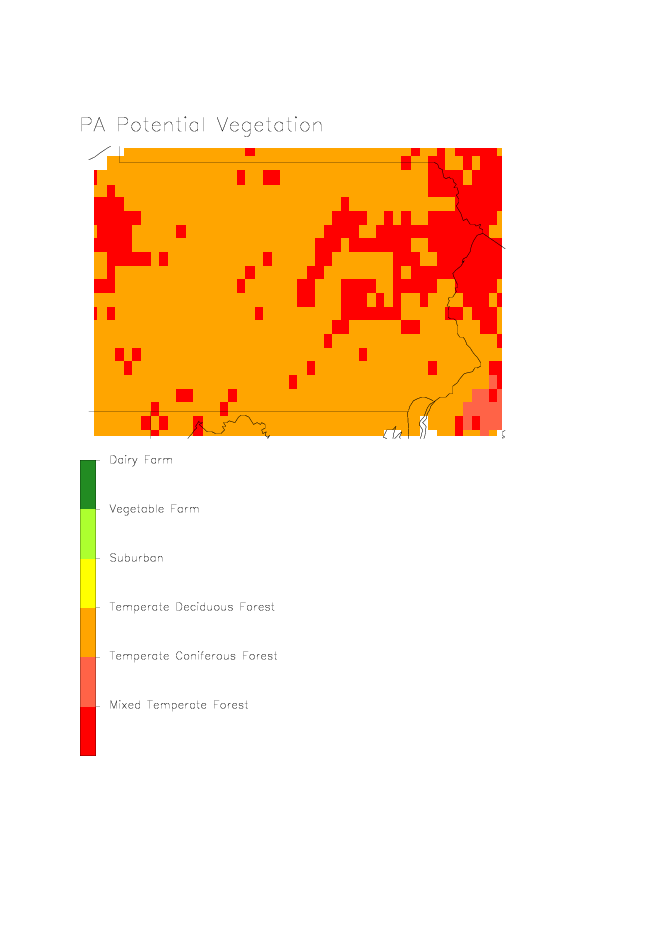 PA Potential Vegetation
Dairy Farm
Vegetable Farm
Suburban
Temperate Deciduous Forest
Temperate Coniferous Forest
Mixed Temperate Forest